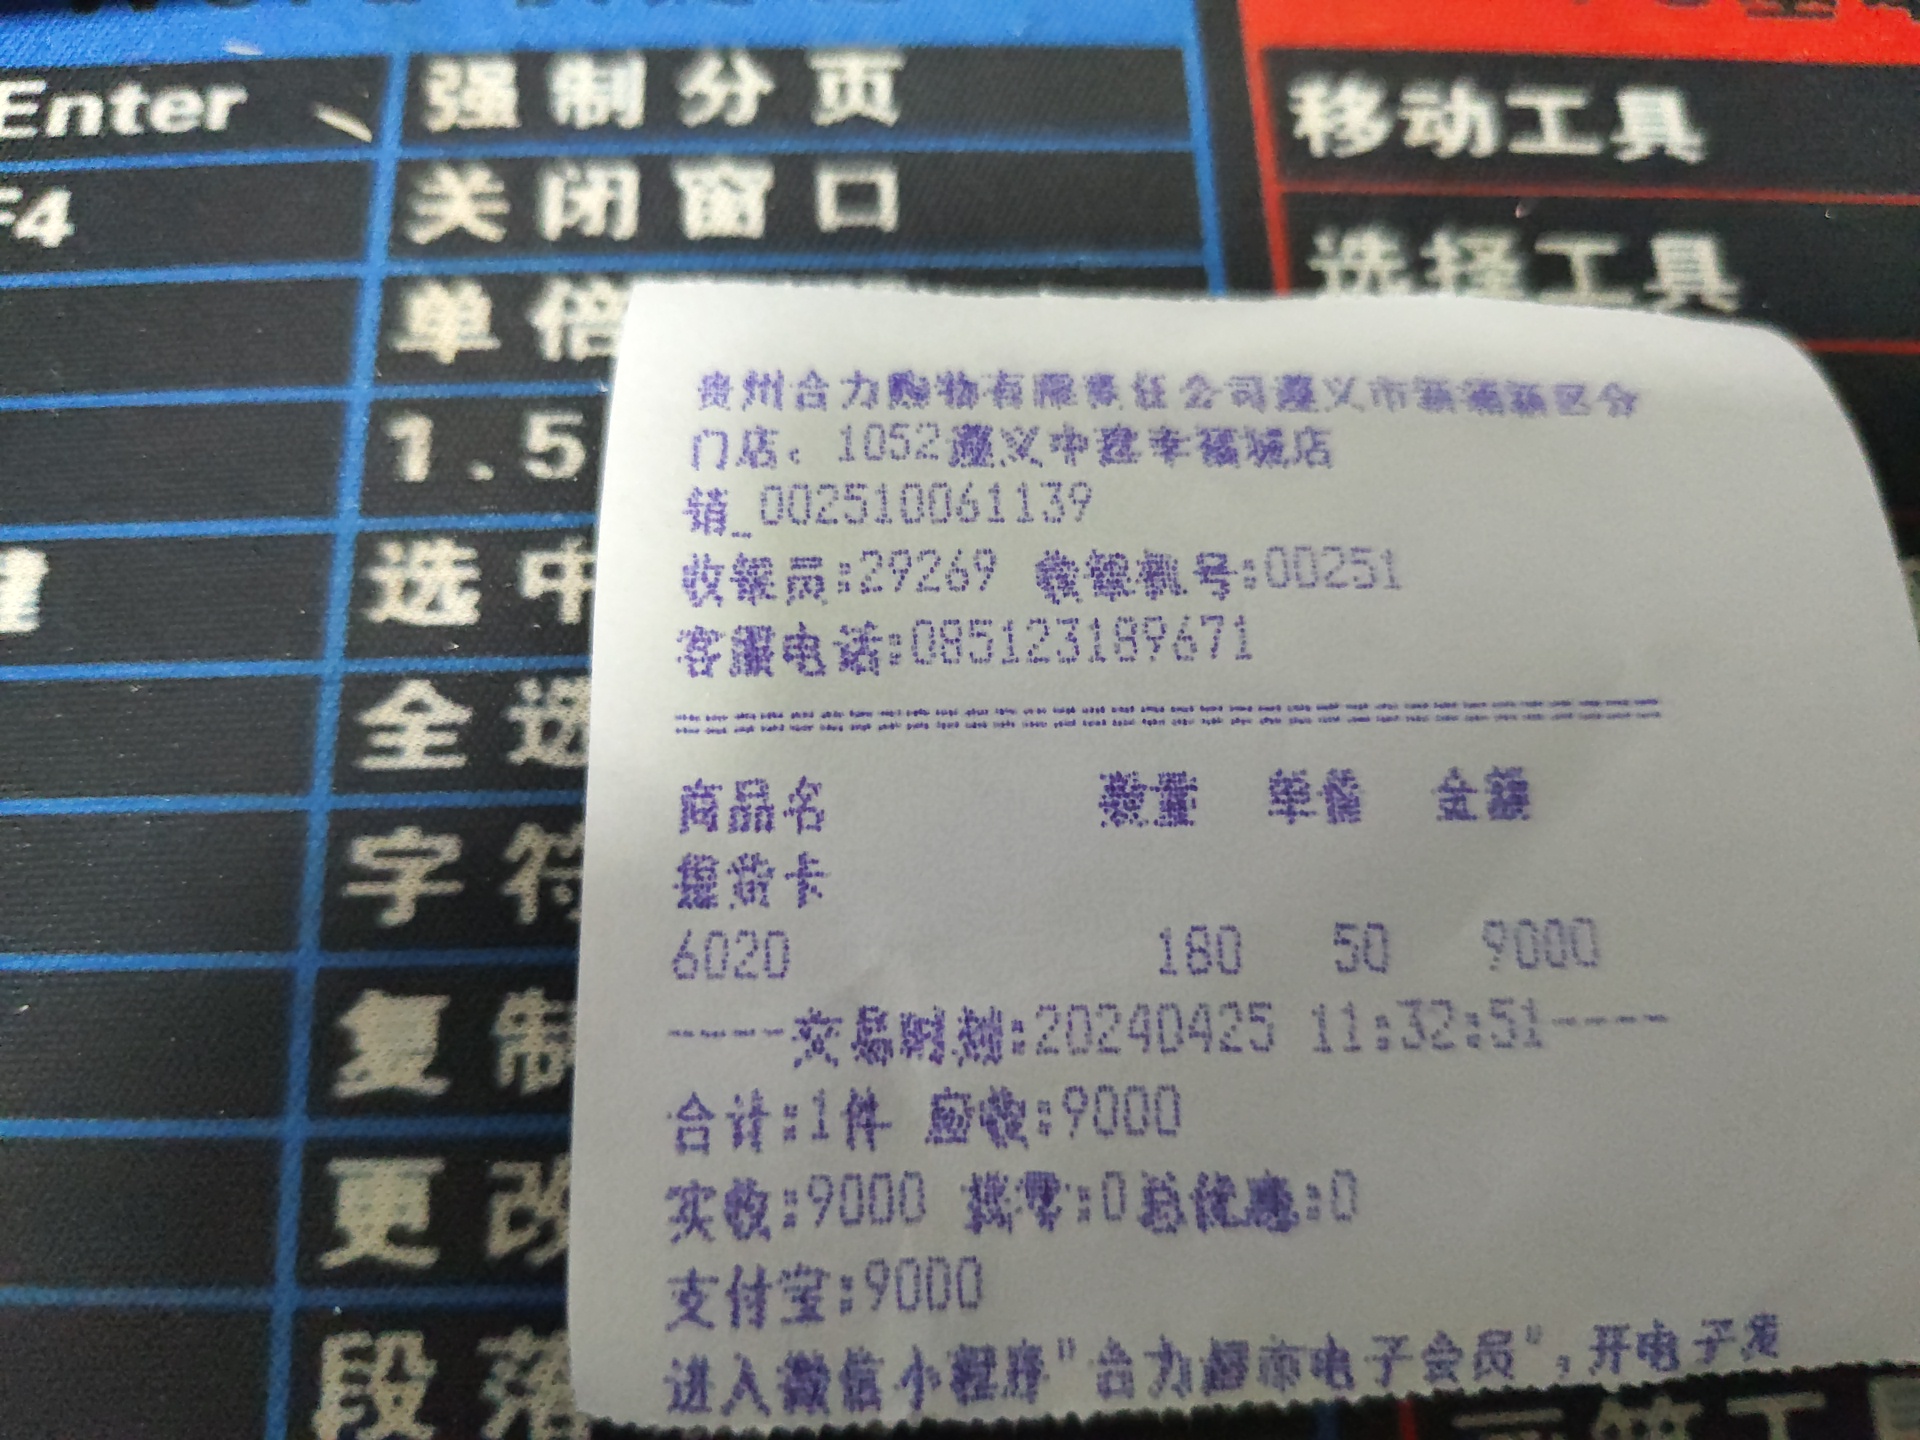 Enter 强制分页 移动工具
F4 关闭窗口 选择工具
单倍
1.5
选中
全选
字符
复制
更改
段落
贵州合力购物有限责任公司遵义市新蒲新区分
门店：1052遵义中建幸福城店
销_002510061139
收银员:29269 收银机号:00251
客服电话:085123189671
商品名 数量 单价 金额
提货卡
6020 180 50 9000
----交易时刻:20240425 11:32:51----
合计:1件 应收:9000
实收:9000 找零:0总优惠:0
支付宝:9000
进入微信小程序"合力超市电子会员",开电子发